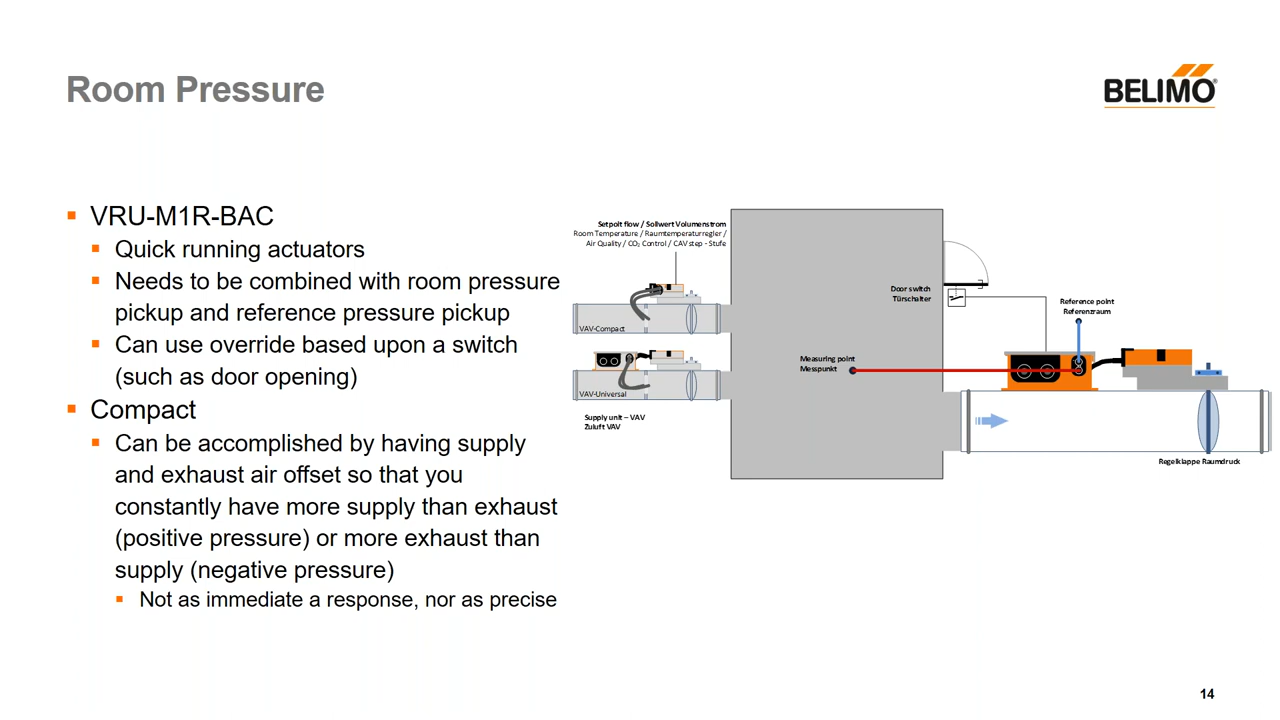 Room Pressure
BELIMO
VRU-M1R-BAC
Quick running actuators
Needs to be combined with room pressure
pickup and reference pressure pickup
Can use override based upon a switch
(such as door opening)
Compact
Can be accomplished by having supply
and exhaust air offset so that you
constantly have more supply than exhaust
(positive pressure) or more exhaust than
supply (negative pressure)
Not as immediate a response, nor as precise
Setpoit flow / Sollwert Volumenstrom
Room Temperature / Raumtemperaturregler /
Air Quality / CO₂ Control / CAV step - Stufe
VAV-Compact
VAV-Universal
Supply unit – VAV
Zuluft VAV
Door switch
Türschalter
Measuring point
Messpunkt
Reference point
Referenzraum
Regelklappe Raumdruck
14